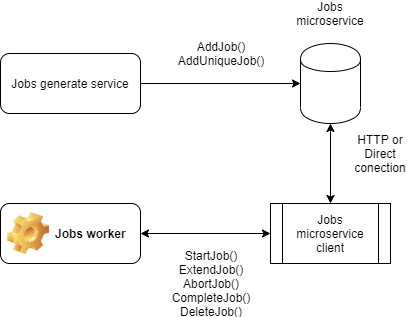 Jobs
microservice
AddJob()
AddUniqueJob()
Jobs generate service
HTTP or
Direct
conection
Jobs worker
Jobs
microservice
client
StartJob()
ExtendJob()
AbortJob()
CompleteJob()
DeleteJob()